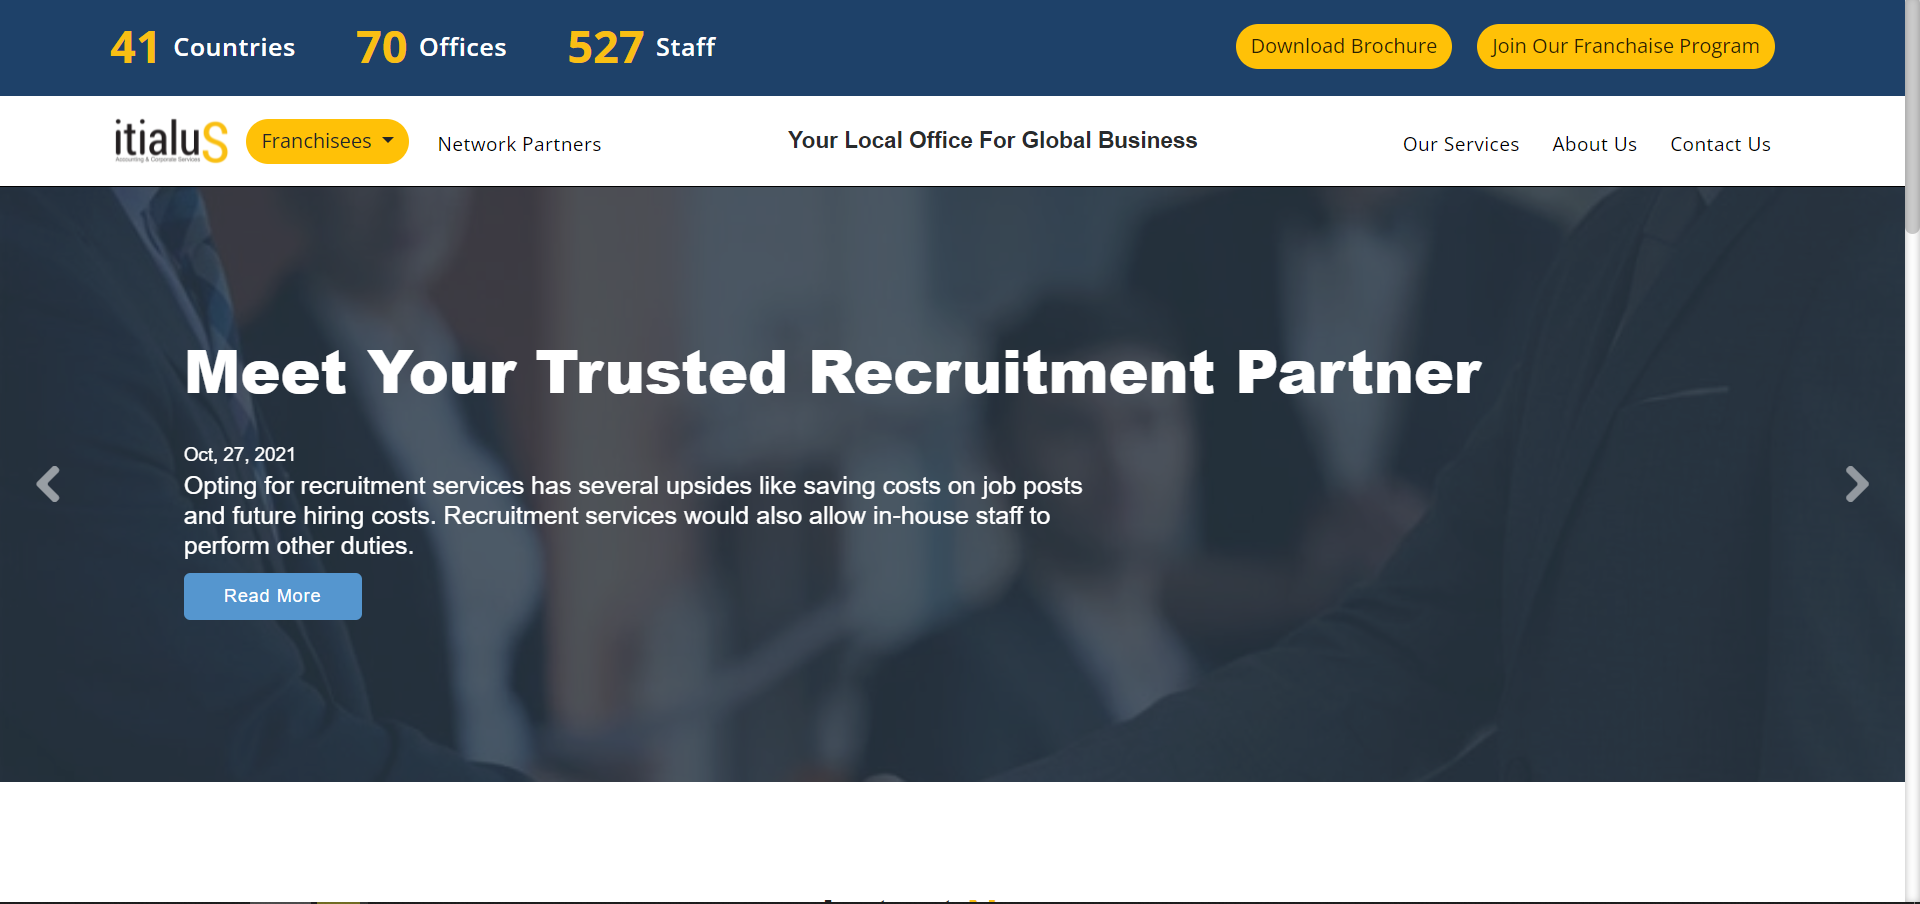 41 Countries 70 Offices 527 Staff Download Brochure Join Our Franchaise Program
itialuS
Accounting & Corporate Services
Franchisees Network Partners Your Local Office For Global Business Our Services About Us Contact Us
Meet Your Trusted Recruitment Partner
Oct, 27, 2021
Opting for recruitment services has several upsides like saving costs on job posts
and future hiring costs. Recruitment services would also allow in-house staff to
perform other duties.
Read More